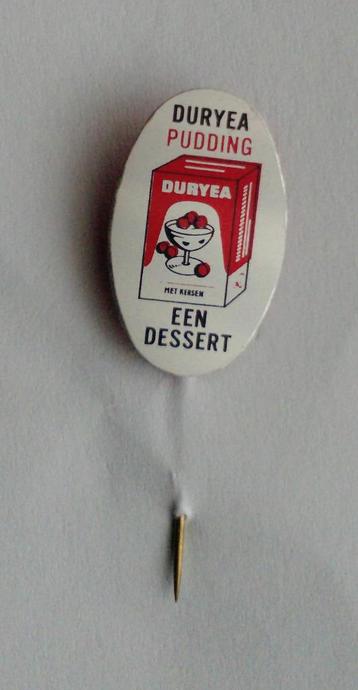 DURYEA
PUDDING
DURYEA
MET KERSEN
EEN
DESSERT